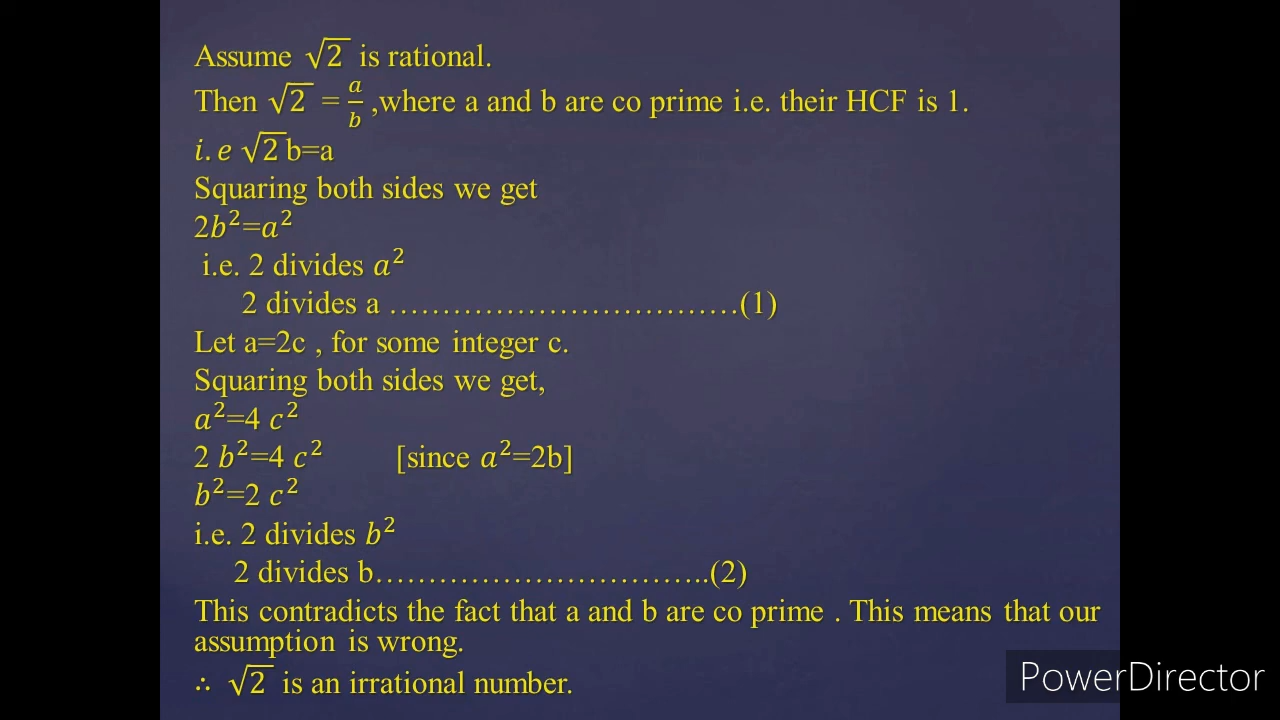 Assume √2 is rational.
Then √2 = a/b ,where a and b are co prime i.e. their HCF is 1.
i.e √2 b=a
Squaring both sides we get
2b²=a²
i.e. 2 divides a²
2 divides a ……………………………(1)
Let a=2c , for some integer c.
Squaring both sides we get,
a²=4 c²
2 b²=4 c² [since a²=2b]
b²=2 c²
i.e. 2 divides b²
2 divides b…………………………..(2)
This contradicts the fact that a and b are co prime . This means that our
assumption is wrong.
∴ √2 is an irrational number.
PowerDirector